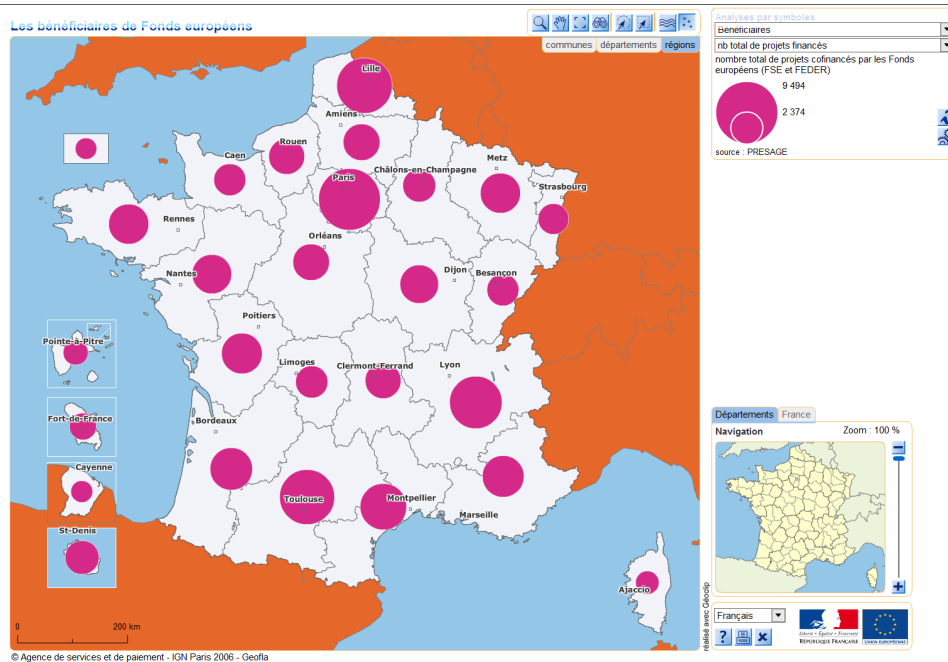 Les bénéficiaires de Fonds européens
communes départements régions
Lille
Amiens
Rouen
Caen
Metz
Châlons-en-Champagne
Paris
Strasbourg
Rennes
Orléans
Nantes
Dijon
Besançon
Poitiers
Pointe-à-Pitre
Limoges
Clermont-Ferrand
Lyon
Fort-de-France
Bordeaux
Cayenne
Toulouse
Montpellier
Marseille
St-Denis
Ajaccio
0 200 km
© Agence de services et de paiement - IGN Paris 2006 - Geofla
réalisé avec Géoclip
Analyses par symboles
Bénéficiaires
nb total de projets financés
nombre total de projets cofinancés par les Fonds
européens (FSE et FEDER)
9 494
2 374
source : PRESAGE
Départements France
Navigation Zoom : 100 %
Français
?
Liberté • Égalité • Fraternité
RÉPUBLIQUE FRANÇAISE
UNION EUROPÉENNE